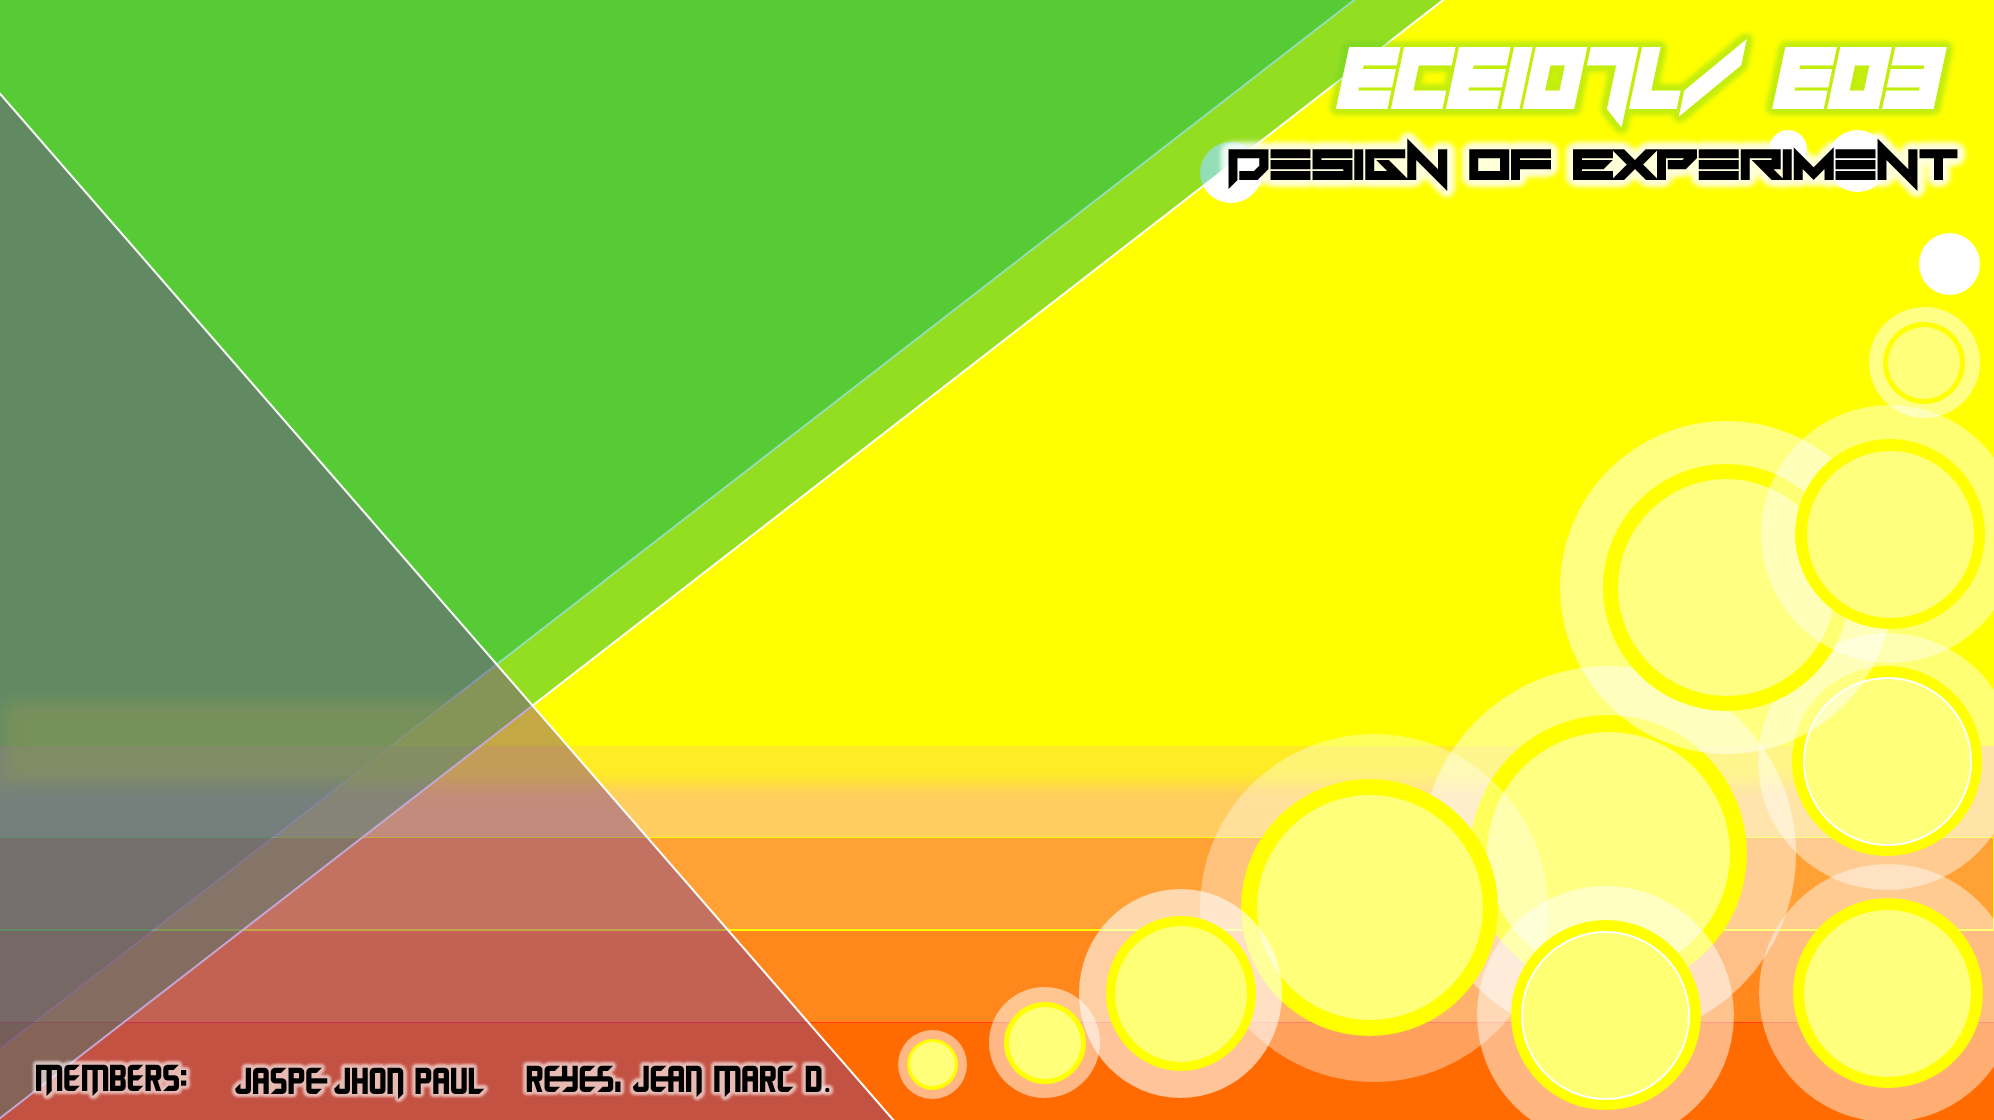 ECE107L/ E03
DESIGN OF EXPERIMENT
MEMBERS: JASPE JHON PAUL REYES, JEAN MARC D.